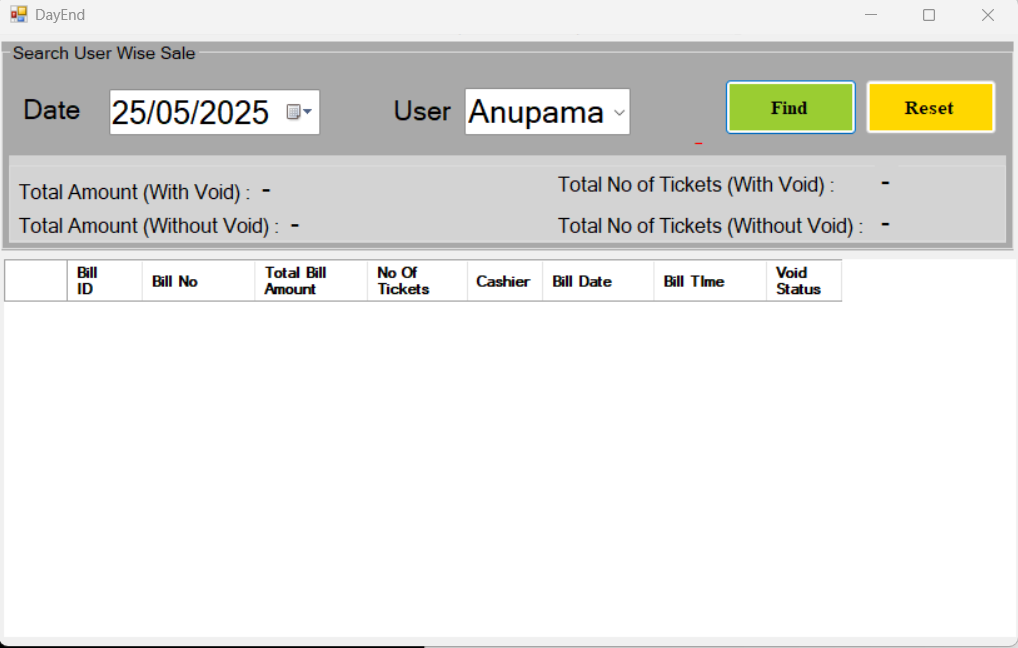 DayEnd
Search User Wise Sale
Date 25/05/2025 User Anupama Find Reset
Total Amount (With Void) : - Total No of Tickets (With Void) : -
Total Amount (Without Void) : - Total No of Tickets (Without Void) : -
Bill ID Bill No Total Bill Amount No Of Tickets Cashier Bill Date Bill TIme Void Status